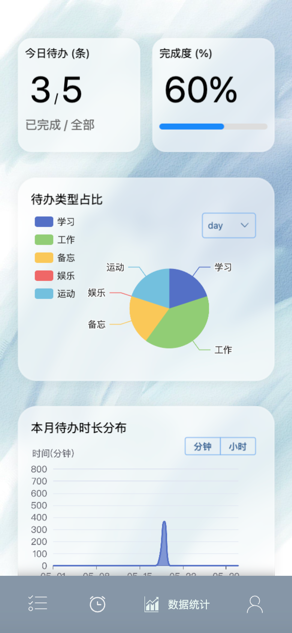 今日待办 (条)
3/5
已完成 / 全部
完成度 (%)
60%
待办类型占比
学习
工作
备忘
娱乐
运动
day
运动
学习
娱乐
备忘
工作
本月待办时长分布
分钟 小时
时间(分钟)
800
700
600
500
400
300
200
100
0
数据统计